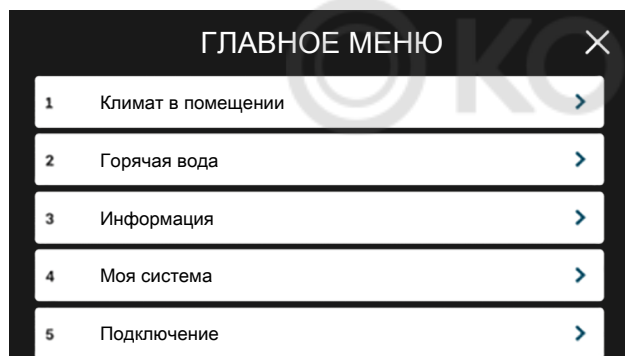 ГЛАВНОЕ МЕНЮ
1 Климат в помещении
2 Горячая вода
3 Информация
4 Моя система
5 Подключение